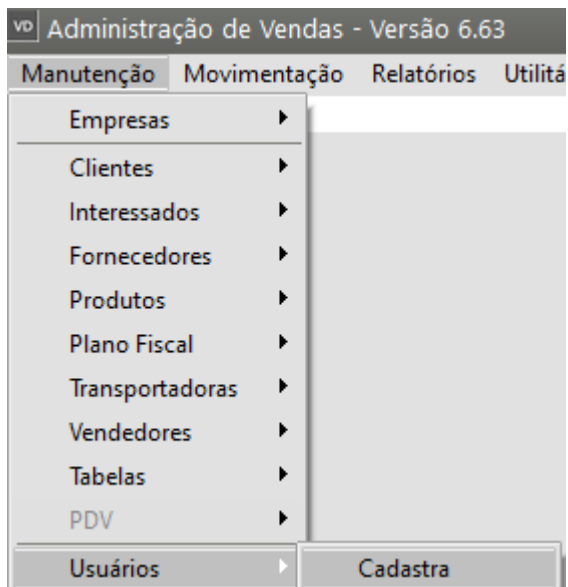 VD Administração de Vendas - Versão 6.63
Manutenção Movimentação Relatórios
Empresas
Clientes
Interessados
Fornecedores
Produtos
Plano Fiscal
Transportadoras
Vendedores
Tabelas
PDV
Usuários Cadastra